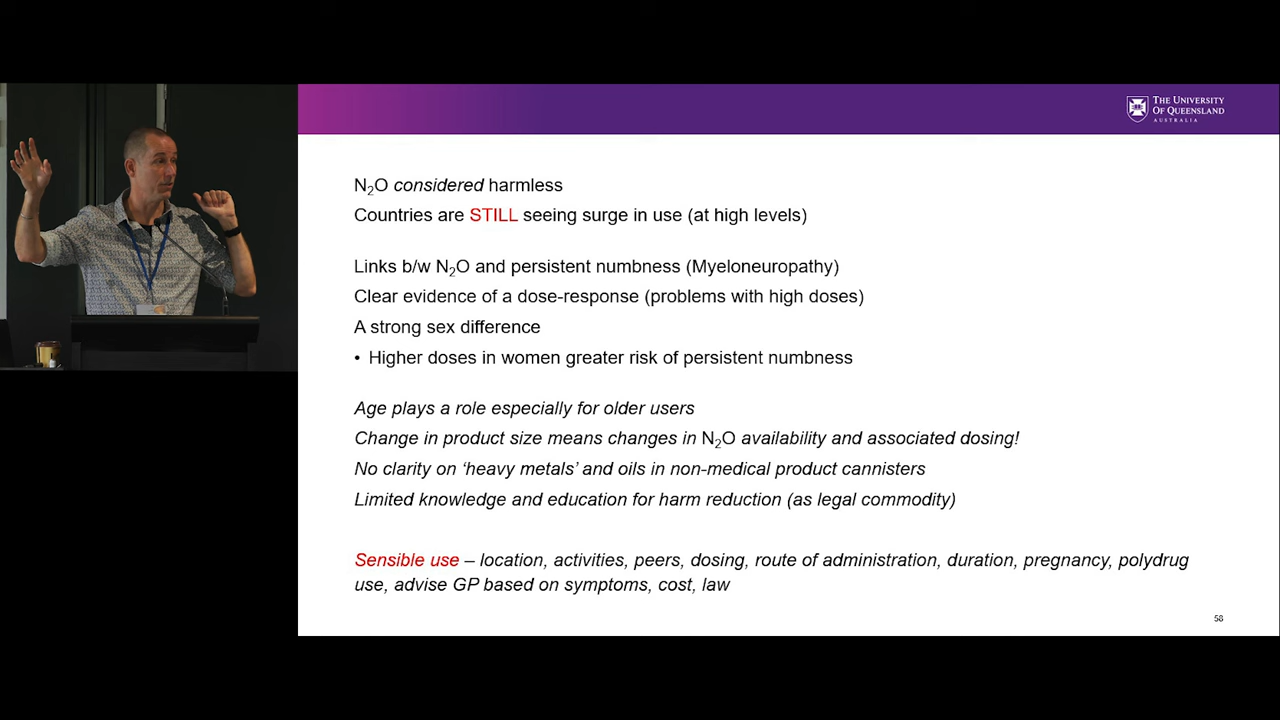 THE UNIVERSITY
OF QUEENSLAND
AUSTRALIA
N₂O considered harmless
Countries are STILL seeing surge in use (at high levels)
Links b/w N₂O and persistent numbness (Myeloneuropathy)
Clear evidence of a dose-response (problems with high doses)
A strong sex difference
• Higher doses in women greater risk of persistent numbness
Age plays a role especially for older users
Change in product size means changes in N₂O availability and associated dosing!
No clarity on ‘heavy metals’ and oils in non-medical product cannisters
Limited knowledge and education for harm reduction (as legal commodity)
Sensible use – location, activities, peers, dosing, route of administration, duration, pregnancy, polydrug
use, advise GP based on symptoms, cost, law
58